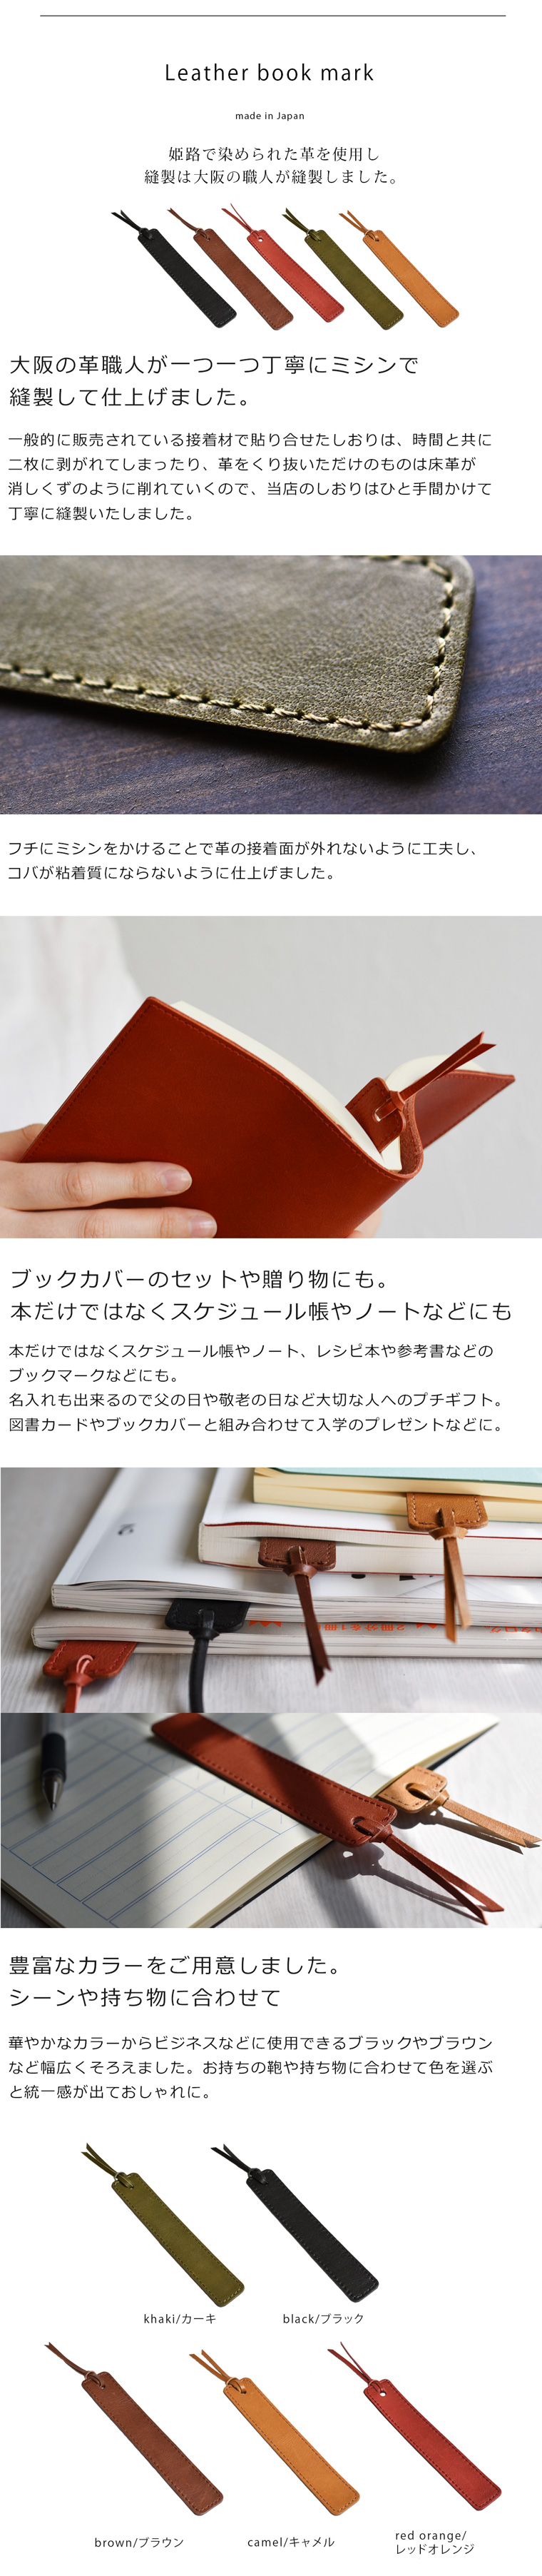 Leather book mark
made in Japan
姫路で染められた革を使用し
縫製は大阪の職人が縫製しました。
大阪の革職人が一つ一つ丁寧にミシンで
縫製して仕上げました。
一般的に販売されている接着材で貼り合せたしおりは、時間と共に
二枚に剥がれてしまったり、革をくり抜いただけのものは床革が
消しくずのように削れていくので、当店のしおりはひと手間かけて
丁寧に縫製いたしました。
フチにミシンをかけることで革の接着面が外れないように工夫し、
コバが粘着質にならないように仕上げました。
ブックカバーのセットや贈り物にも。
本だけではなくスケジュール帳やノートなどにも
本だけではなくスケジュール帳やノート、レシピ本や参考書などの
ブックマークなどにも。
名入れも出来るので父の日や敬老の日など大切な人へのプチギフト。
図書カードやブックカバーと組み合わせて入学のプレゼントなどに。
豊富なカラーをご用意しました。
シーンや持ち物に合わせて
華やかなカラーからビジネスなどに使用できるブラックやブラウン
など幅広くそろえました。お持ちの鞄や持ち物に合わせて色を選ぶ
と統一感が出ておしゃれに。
khaki/カーキ
black/ブラック
brown/ブラウン
camel/キャメル
red orange/
レッドオレンジ